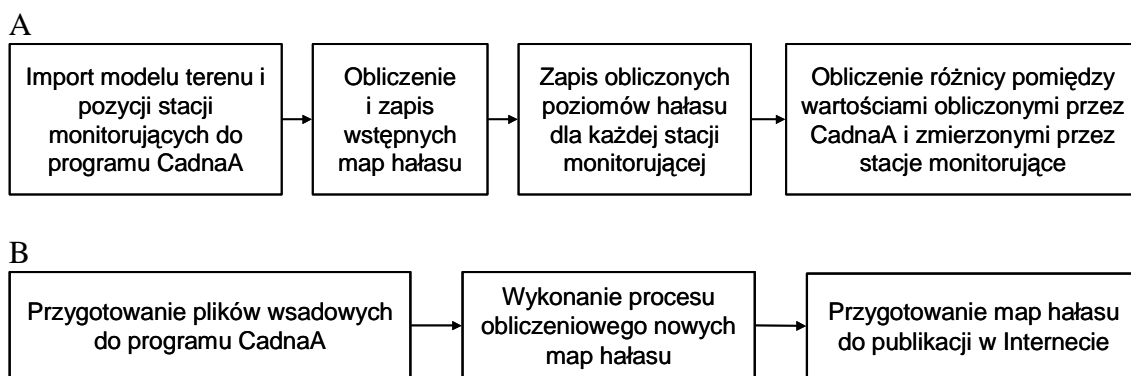 A
Import modelu terenu i
pozycji stacji
monitorujących do
programu CadnaA
Obliczenie
i zapis
wstępnych
map hałasu
Zapis obliczonych
poziomów hałasu
dla każdej stacji
monitorującej
Obliczenie różnicy pomiędzy
wartościami obliczonymi przez
CadnaA i zmierzonymi przez
stacje monitorujące
B
Przygotowanie plików wsadowych
do programu CadnaA
Wykonanie procesu
obliczeniowego nowych
map hałasu
Przygotowanie map hałasu
do publikacji w Internecie